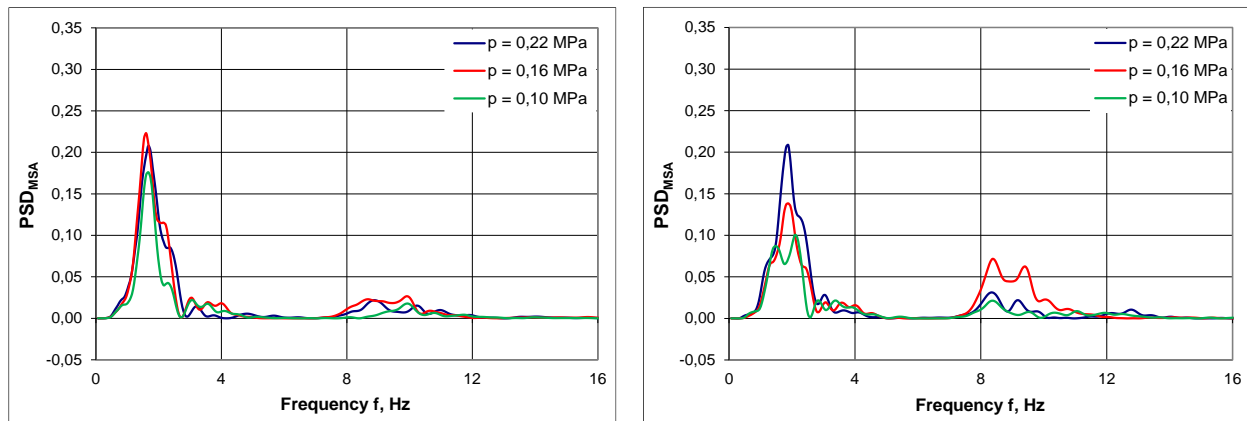 0,35
0,30
0,25
0,20
0,15
0,10
0,05
0,00
-0,05
PSD_MSA
p = 0,22 MPa
p = 0,16 MPa
p = 0,10 MPa
0 4 8 12 16
Frequency f, Hz
0,35
0,30
0,25
0,20
0,15
0,10
0,05
0,00
-0,05
PSD_MSA
p = 0,22 MPa
p = 0,16 MPa
p = 0,10 MPa
0 4 8 12 16
Frequency f, Hz